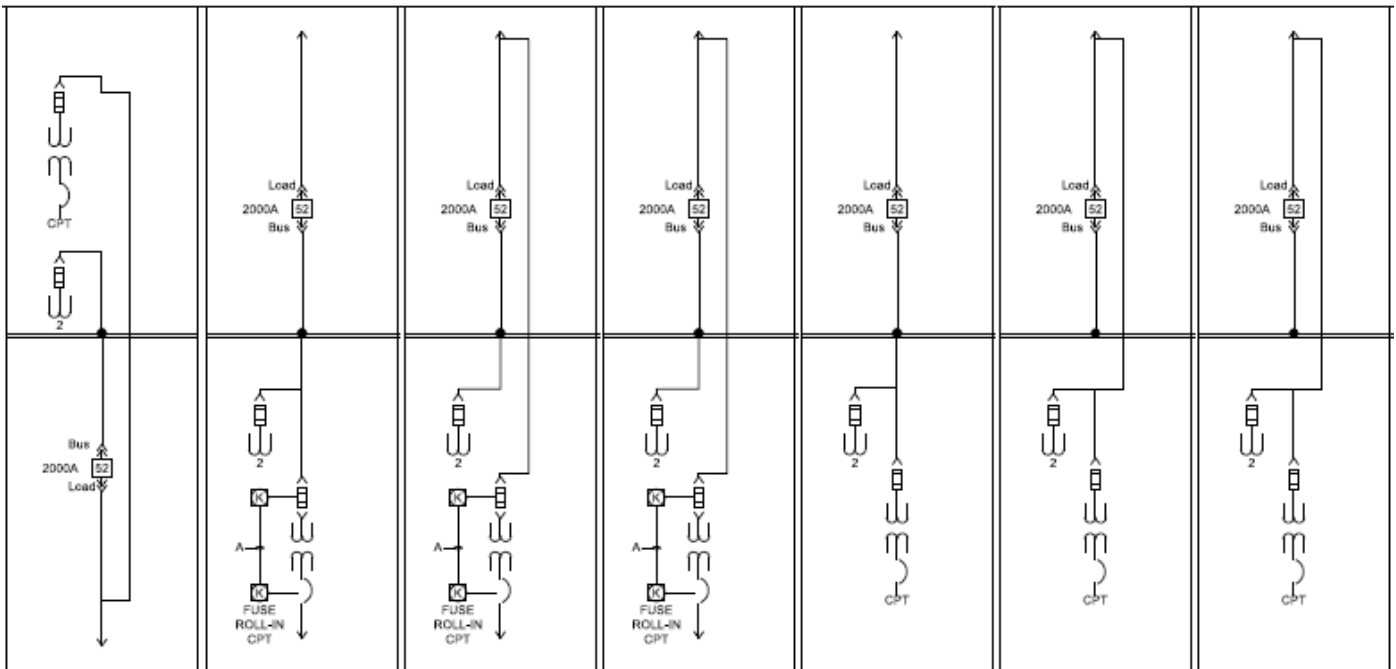 CPT
2
Bus
2000A 52
Load
Load
2000A 52
Bus
2
K
A
K
FUSE
ROLL-IN
CPT
Load
2000A 52
Bus
2
K
A
K
FUSE
ROLL-IN
CPT
Load
2000A 52
Bus
2
K
A
K
FUSE
ROLL-IN
CPT
Load
2000A 52
Bus
2
CPT
Load
2000A 52
Bus
2
CPT
Load
2000A 52
Bus
2
CPT